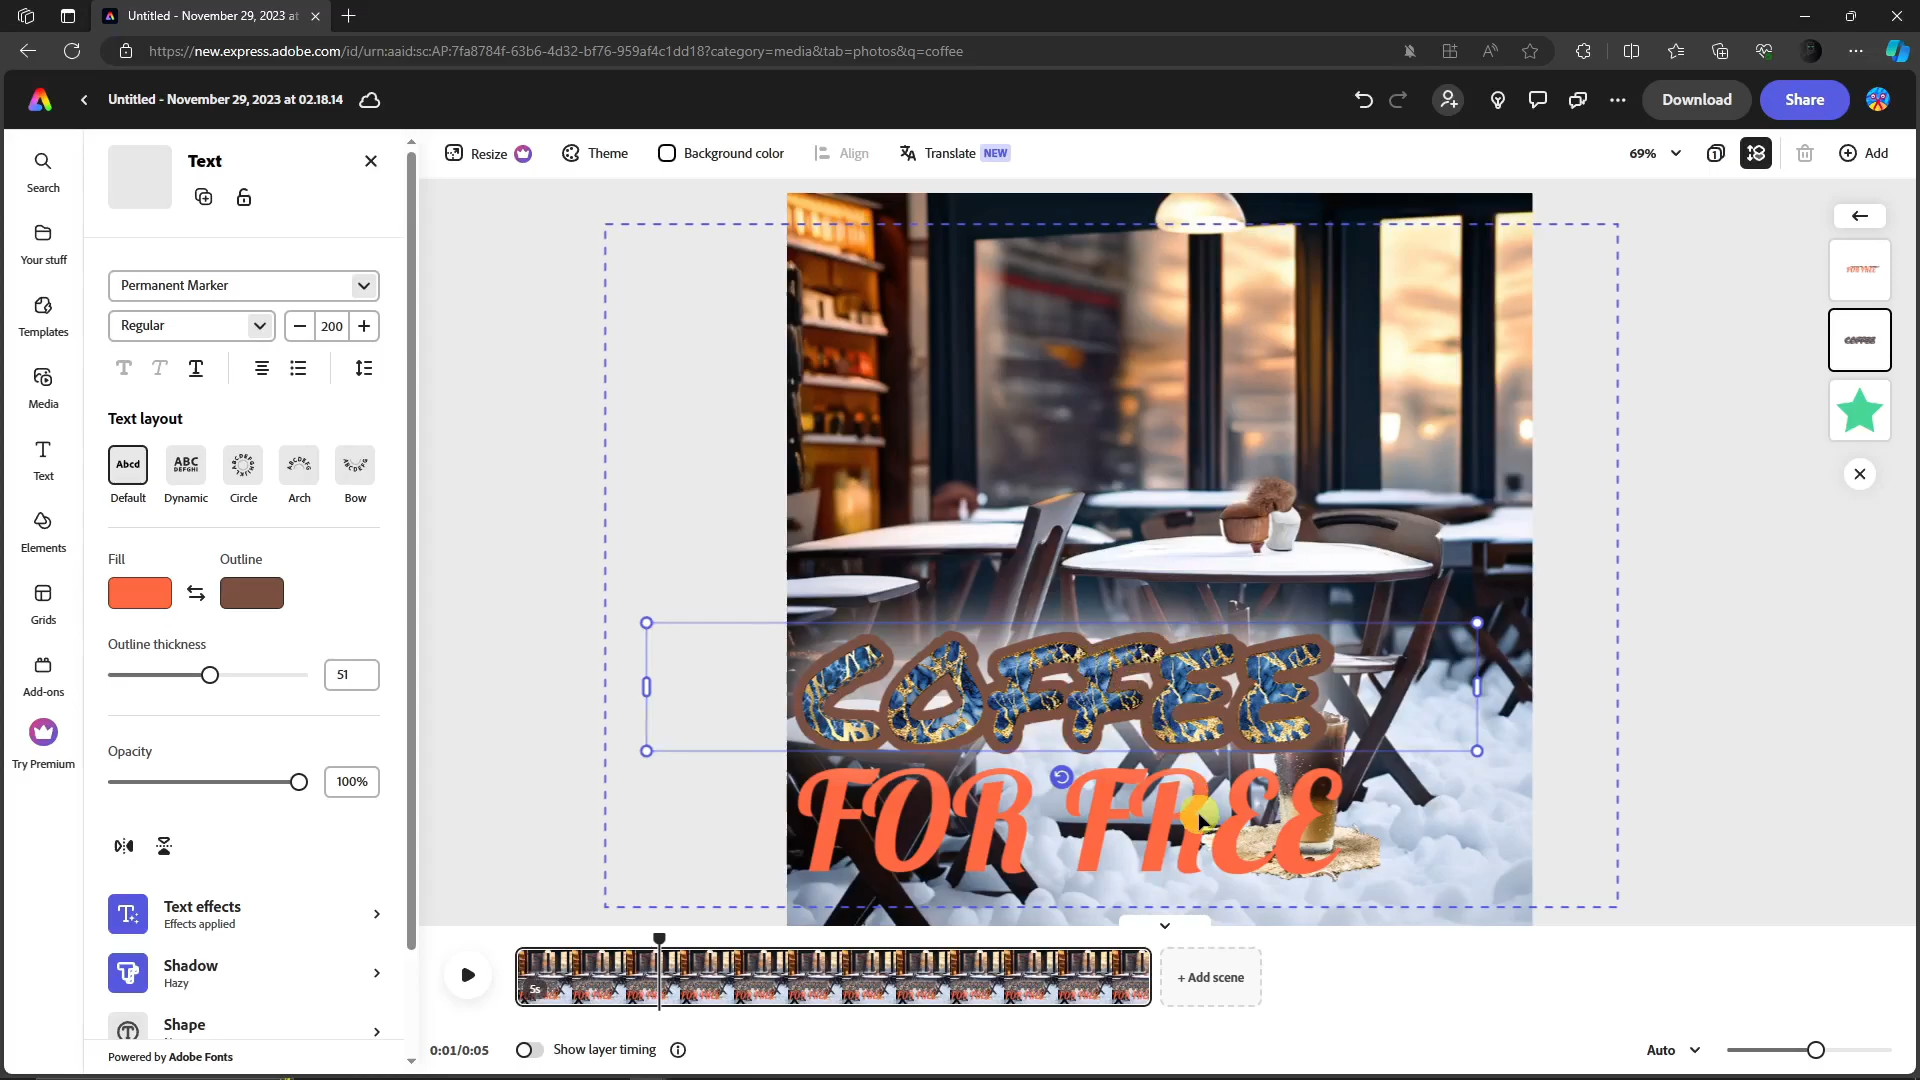 Untitled - November 29, 2023 at
https://new.express.adobe.com/id/urn:aaid:sc:AP:7fa8784f-63b6-4d32-bf76-959af4c1dd18?category=media&tab=photos&q=coffee
Untitled - November 29, 2023 at 02.18.14
Download
Share
Search
Your stuff
Templates
Media
Text
Elements
Grids
Add-ons
Try Premium
Text
Permanent Marker
Regular
200
Text layout
Abcd
ABC
DEFGHI
Default
Dynamic
Circle
Arch
Bow
Fill
Outline
Outline thickness
51
Opacity
100%
Text effects
Effects applied
Shadow
Hazy
Shape
Powered by Adobe Fonts
Resize
Theme
Background color
Align
Translate NEW
69%
1
Add
COFFEE
FOR FREE
FOR FREE
COFFEE
5s
+ Add scene
0:01/0:05
Show layer timing
Auto